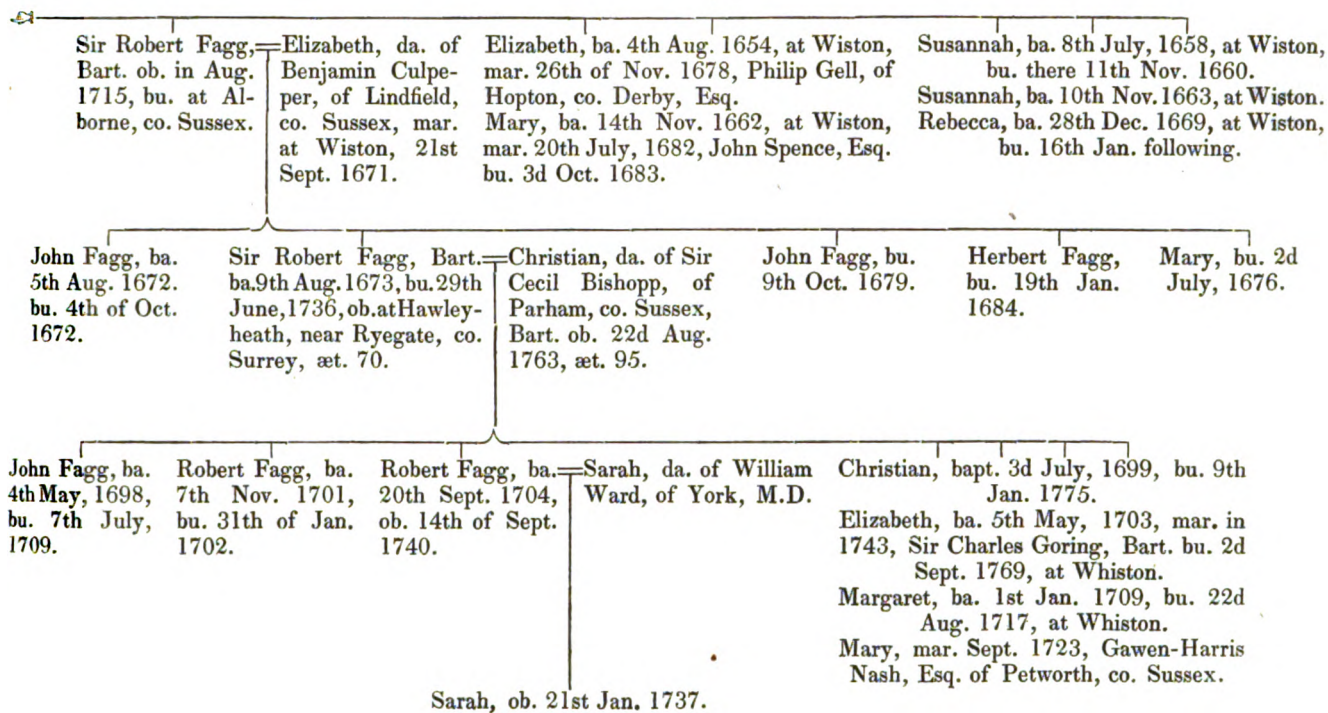 Sir Robert Fagg,
Bart. ob. in Aug.
1715, bu. at Al-
borne, co. Sussex.
Elizabeth, da. of
Benjamin Culpe-
per, of Lindfield,
co. Sussex, mar.
at Wiston, 21st
Sept. 1671.
Elizabeth, ba. 4th Aug. 1654, at Wiston,
mar. 26th of Nov. 1678, Philip Gell, of
Hopton, co. Derby, Esq.
Mary, ba. 14th Nov. 1662, at Wiston,
mar. 20th July, 1682, John Spence, Esq.
bu. 3d Oct. 1683.
Susannah, ba. 8th July, 1658, at Wiston,
bu. there 11th Nov. 1660.
Susannah, ba. 10th Nov. 1663, at Wiston.
Rebecca, ba. 28th Dec. 1669, at Wiston,
bu. 16th Jan. following.
John Fagg, ba.
5th Aug. 1672.
bu. 4th of Oct.
1672.
Sir Robert Fagg, Bart.
ba. 9th Aug. 1673, bu. 29th
June, 1736, ob. at Hawley-
heath, near Ryegate, co.
Surrey, æt. 70.
Christian, da. of Sir
Cecil Bishopp, of
Parham, co. Sussex,
Bart. ob. 22d Aug.
1763, æt. 95.
John Fagg, bu.
9th Oct. 1679.
Herbert Fagg,
bu. 19th Jan.
1684.
Mary, bu. 2d
July, 1676.
John Fagg, ba.
4th May, 1698,
bu. 7th July,
1709.
Robert Fagg, ba.
7th Nov. 1701,
bu. 31th of Jan.
1702.
Robert Fagg, ba.
20th Sept. 1704,
ob. 14th of Sept.
1740.
Sarah, da. of William
Ward, of York, M.D.
Christian, bapt. 3d July, 1699, bu. 9th
Jan. 1775.
Elizabeth, ba. 5th May, 1703, mar. in
1743, Sir Charles Goring, Bart. bu. 2d
Sept. 1769, at Whiston.
Margaret, ba. 1st Jan. 1709, bu. 22d
Aug. 1717, at Whiston.
Mary, mar. Sept. 1723, Gawen-Harris
Nash, Esq. of Petworth, co. Sussex.
Sarah, ob. 21st Jan. 1737.